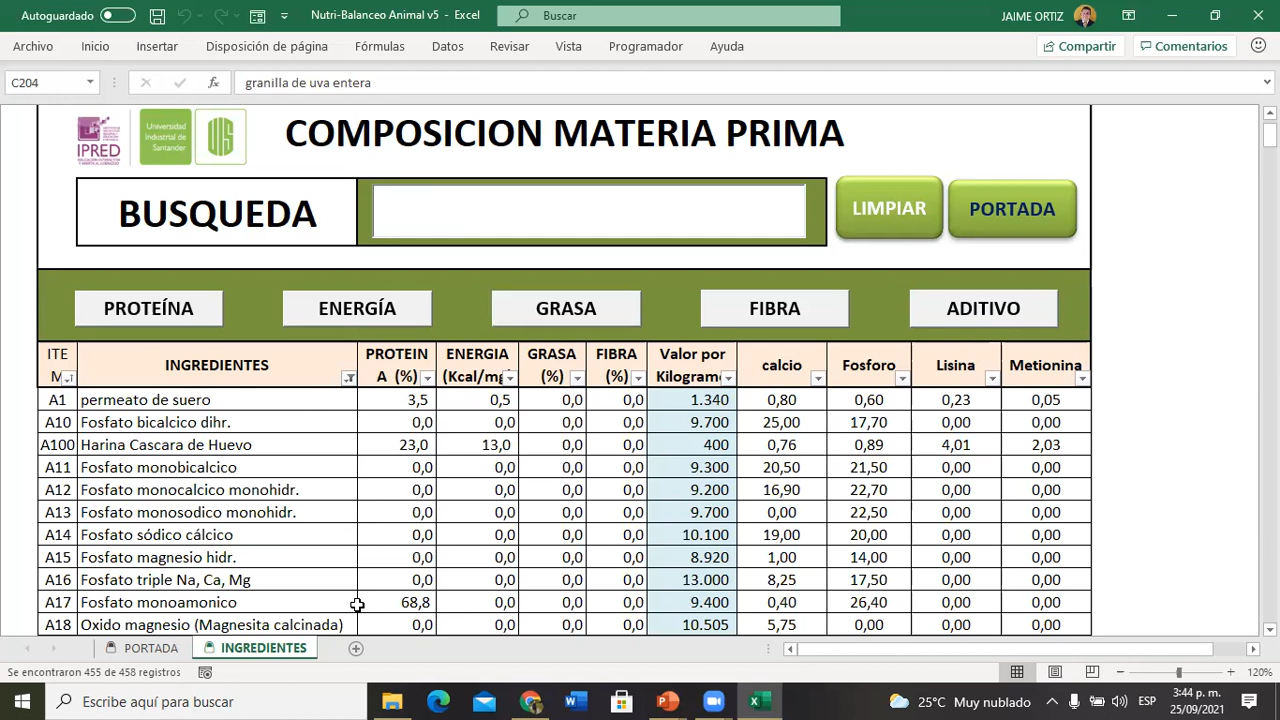 Autoguardado
Nutri-Balanceo Animal v5 - Excel
Buscar
JAIME ORTIZ
Archivo Inicio Insertar Disposición de página Fórmulas Datos Revisar Vista Programador Ayuda
Compartir Comentarios
C204 fx granilla de uva entera
IPRED
Universidad Industrial de Santander
COMPOSICION MATERIA PRIMA
BUSQUEDA
LIMPIAR PORTADA
PROTEÍNA ENERGÍA GRASA FIBRA ADITIVO
ITE PROTEIN ENERGIA GRASA FIBRA Valor por
INGREDIENTES calcio Fosforo Lisina Metionina
M A (%) (Kcal/mg (%) (%) Kilogramo
A1 permeato de suero 3,5 0,5 0,0 0,0 1.340 0,80 0,60 0,23 0,05
A10 Fosfato bicalcico dihr. 0,0 0,0 0,0 0,0 9.700 25,00 17,70 0,00 0,00
A100 Harina Cascara de Huevo 23,0 13,0 0,0 0,0 400 0,76 0,89 4,01 2,03
A11 Fosfato monobicalcico 0,0 0,0 0,0 0,0 9.300 20,50 21,50 0,00 0,00
A12 Fosfato monocalcico monohidr. 0,0 0,0 0,0 0,0 9.200 16,90 22,70 0,00 0,00
A13 Fosfato monosodico monohidr. 0,0 0,0 0,0 0,0 9.700 0,00 22,50 0,00 0,00
A14 Fosfato sódico cálcico 0,0 0,0 0,0 0,0 10.100 19,00 20,00 0,00 0,00
A15 Fosfato magnesio hidr. 0,0 0,0 0,0 0,0 8.920 1,00 14,00 0,00 0,00
A16 Fosfato triple Na, Ca, Mg 0,0 0,0 0,0 0,0 13.000 8,25 17,50 0,00 0,00
A17 Fosfato monoamonico 68,8 0,0 0,0 0,0 9.400 0,40 26,40 0,00 0,00
A18 Oxido magnesio (Magnesita calcinada) 0,0 0,0 0,0 0,0 10.505 5,75 0,00 0,00 0,00
PORTADA INGREDIENTES
Se encontraron 455 de 458 registros
120%
Escribe aquí para buscar
25°C Muy nublado
ESP
3:44 p. m.
25/09/2021